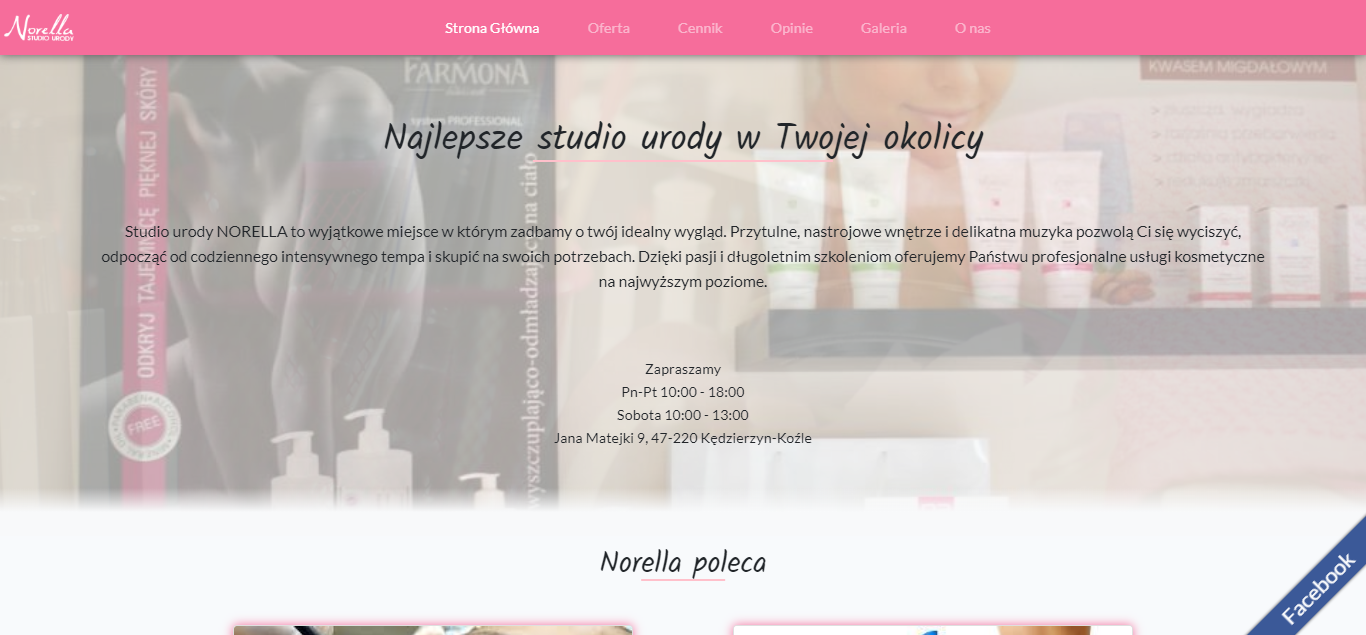 Norella
STUDIO URODY
Strona Główna
Oferta
Cennik
Opinie
Galeria
O nas
FARMONA
system PROFESSIONAL
KWASEM MIGDAŁOWYM
ODKRYJ TAJEMNICĘ PIĘKNEJ SKÓRY
wyszczuplająco-odmładzający na ciało
FREE
Najlepsze studio urody w Twojej okolicy
Studio urody NORELLA to wyjątkowe miejsce w którym zadbamy o twój idealny wygląd. Przytulne, nastrojowe wnętrze i delikatna muzyka pozwolą Ci się wyciszyć,
odpocząć od codziennego intensywnego tempa i skupić na swoich potrzebach. Dzięki pasji i długoletnim szkoleniom oferujemy Państwu profesjonalne usługi kosmetyczne
na najwyższym poziome.
Zapraszamy
Pn-Pt 10:00 - 18:00
Sobota 10:00 - 13:00
Jana Matejki 9, 47-220 Kędzierzyn-Koźle
Norella poleca
Facebook